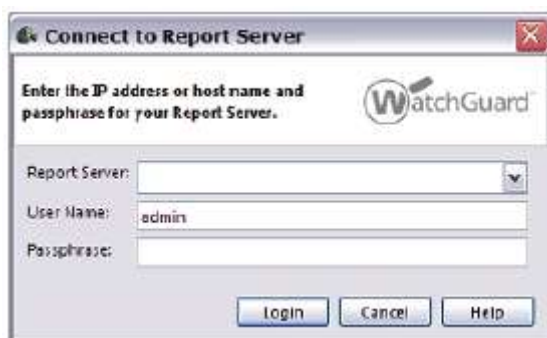 Connect to Report Server
Enter the IP address or host name and
passphrase for your Report Server.
WatchGuard
Report Server:
User Name:
admin
Passphrase:
Login
Cancel
Help